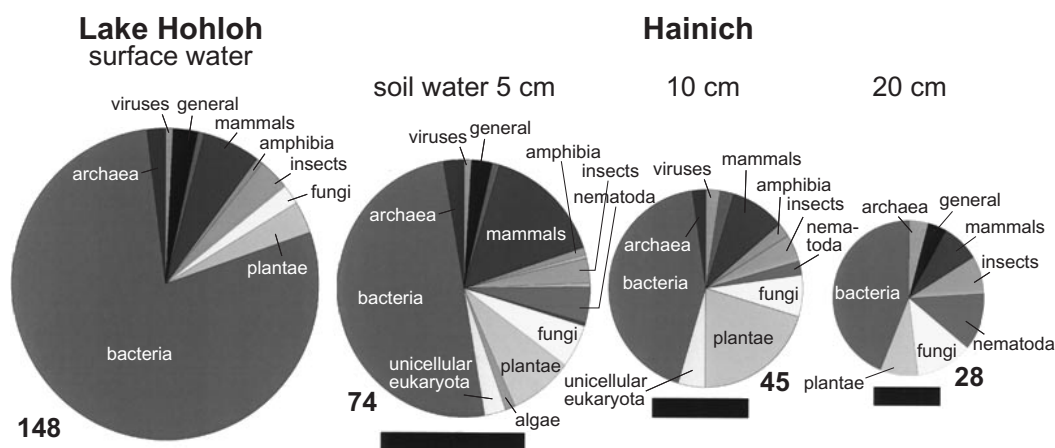 Lake Hohloh
surface water
viruses
general
mammals
amphibia
insects
fungi
plantae
archaea
bacteria
148
Hainich
soil water 5 cm
viruses
general
amphibia
insects
nematoda
mammals
archaea
bacteria
fungi
plantae
unicellular
eukaryota
algae
74
10 cm
viruses
mammals
amphibia
insects
nema-
toda
archaea
bacteria
fungi
plantae
unicellular
eukaryota
45
20 cm
archaea
general
mammals
insects
bacteria
nematoda
fungi
plantae
28